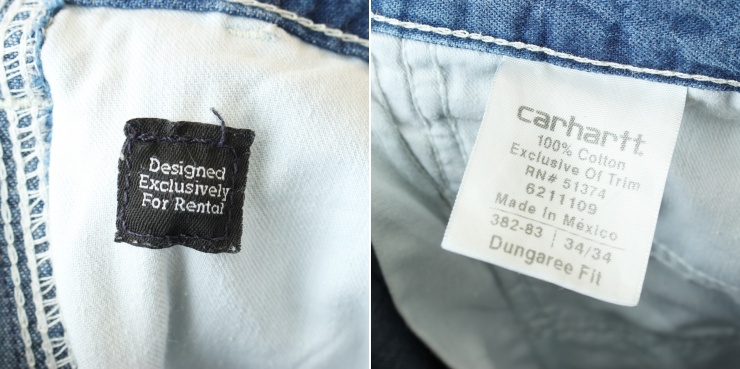 Designed
Exclusively
For Rental
carhartt
100% Cotton
Exclusive Of Trim
RN# 51374
6211109
Made In México
382-83 | 34/34
Dungaree Fit